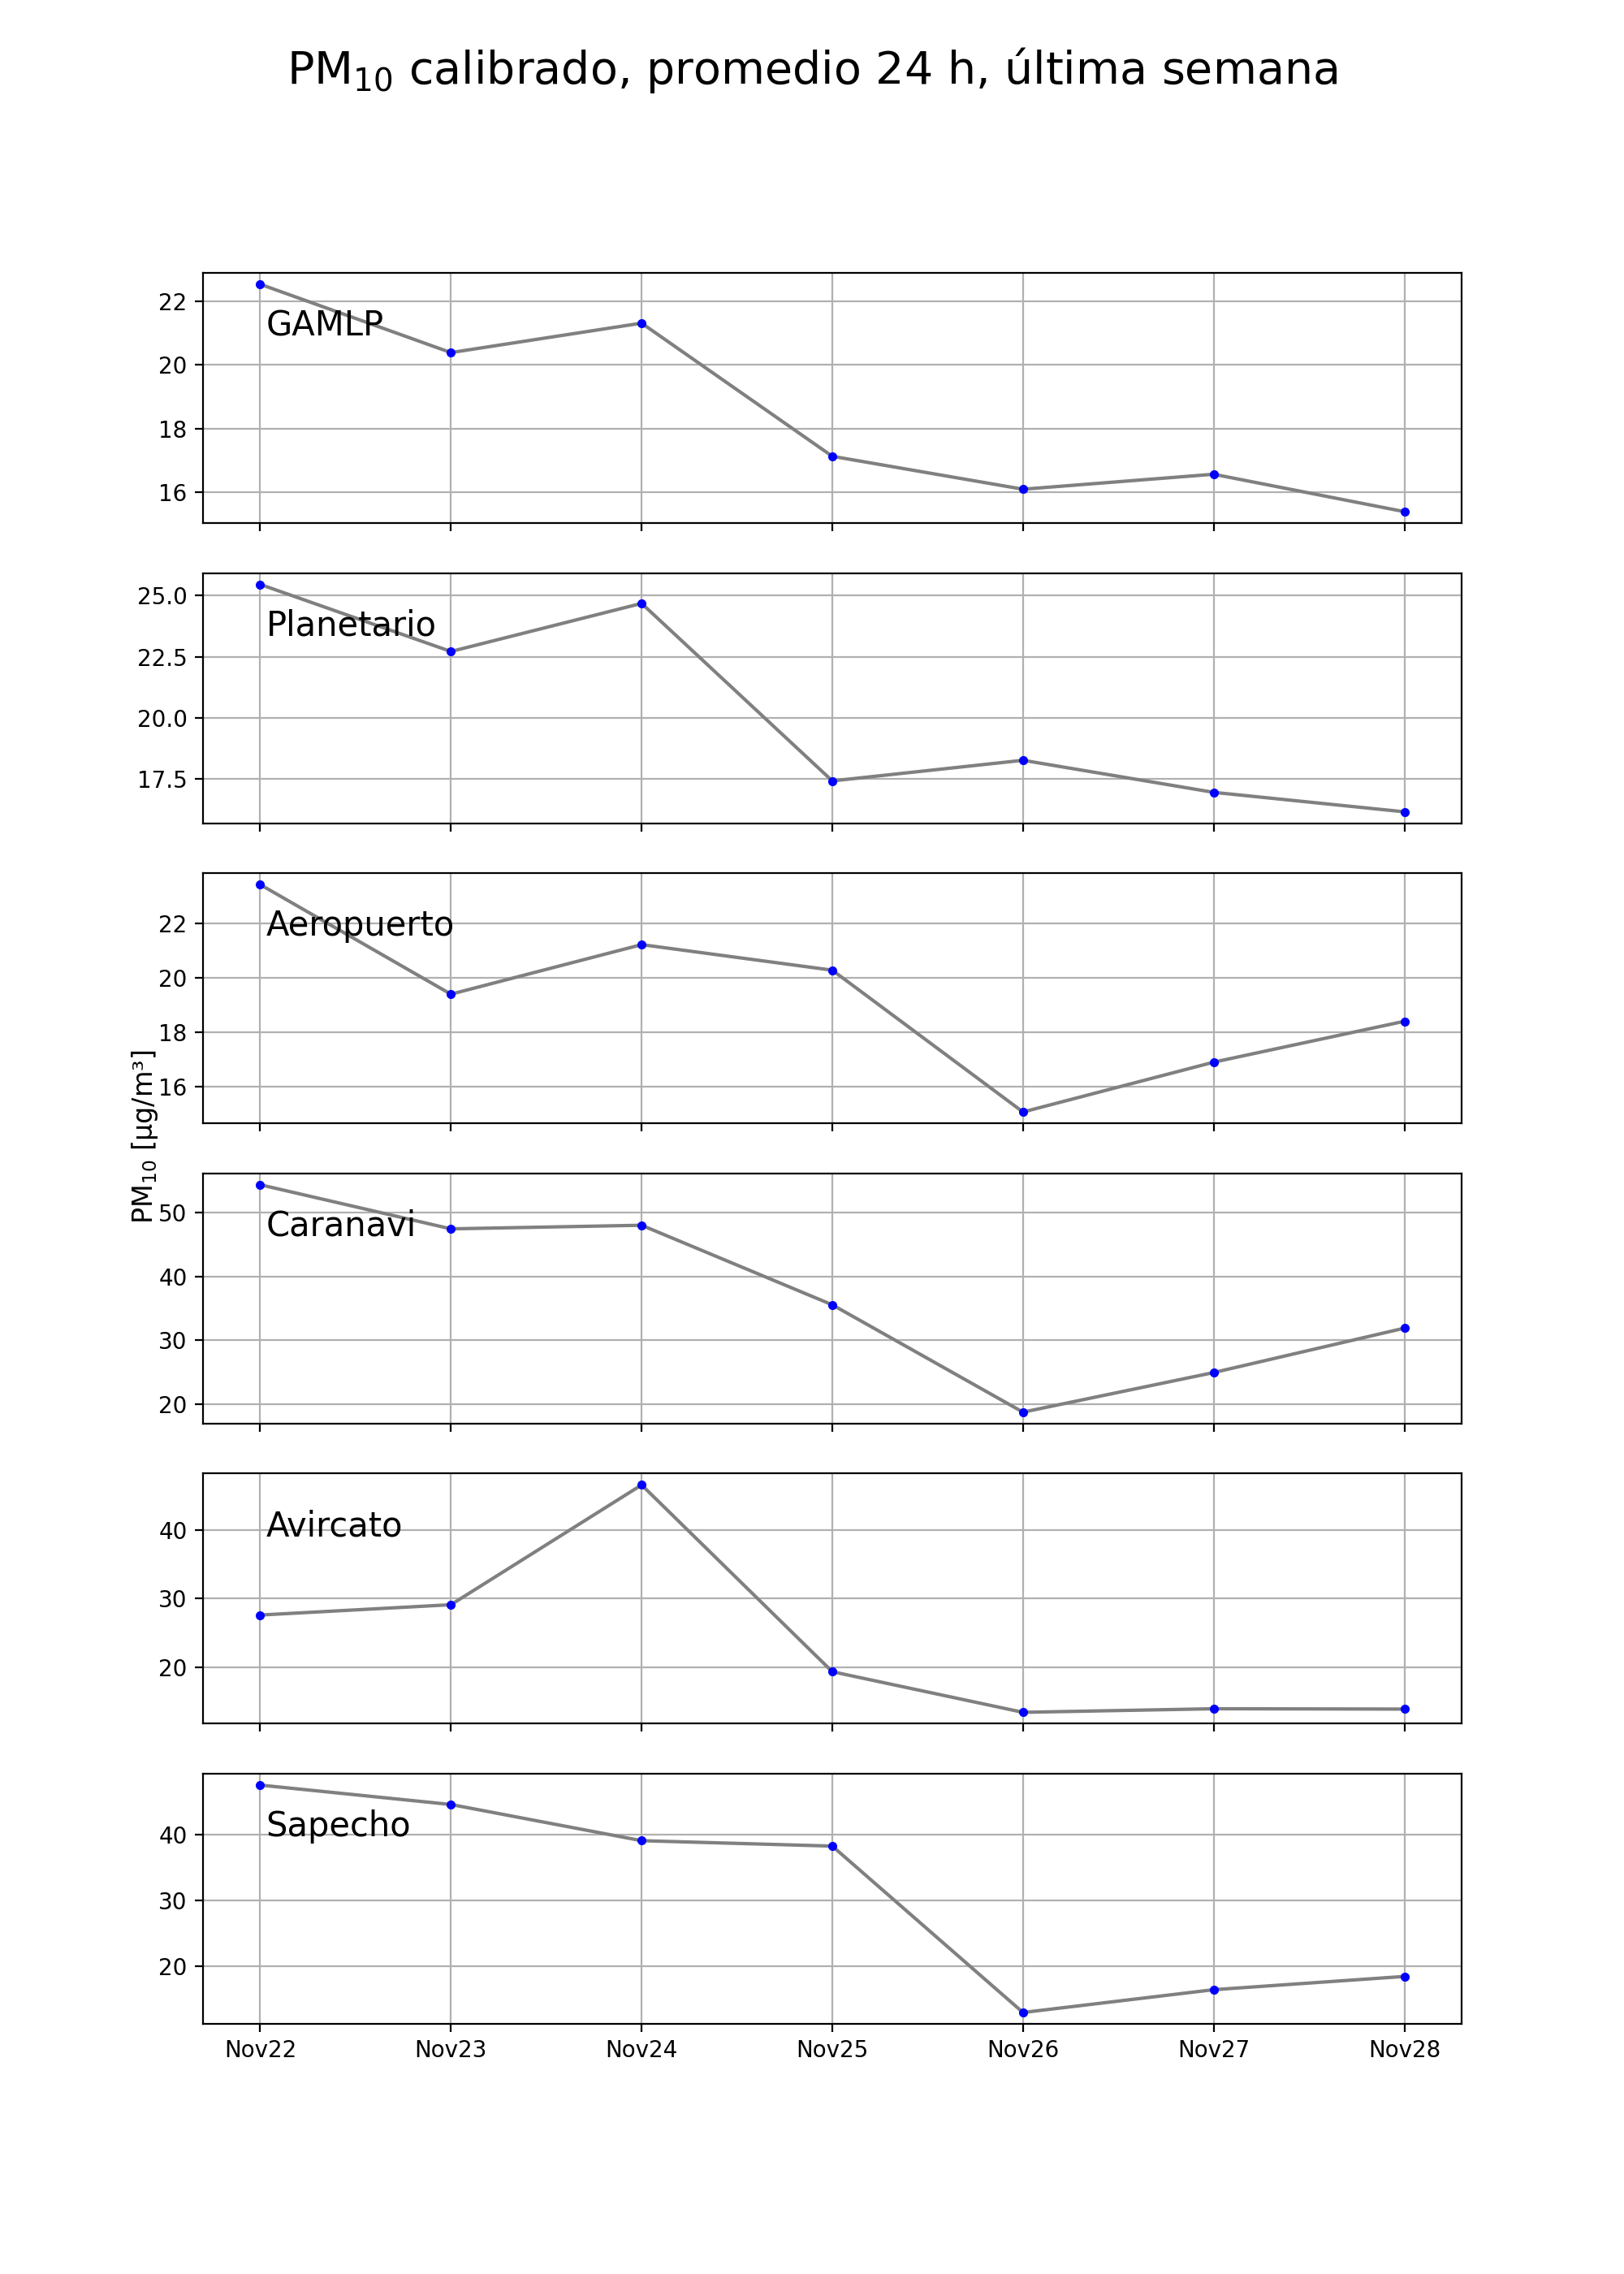 PM₁₀ calibrado, promedio 24 h, última semana
GAMLP
22
20
18
16
Planetario
25.0
22.5
20.0
17.5
Aeropuerto
22
20
18
16
PM₁₀ [µg/m³]
Caranavi
50
40
30
20
Avircato
40
30
20
Sapecho
40
30
20
Nov22 Nov23 Nov24 Nov25 Nov26 Nov27 Nov28